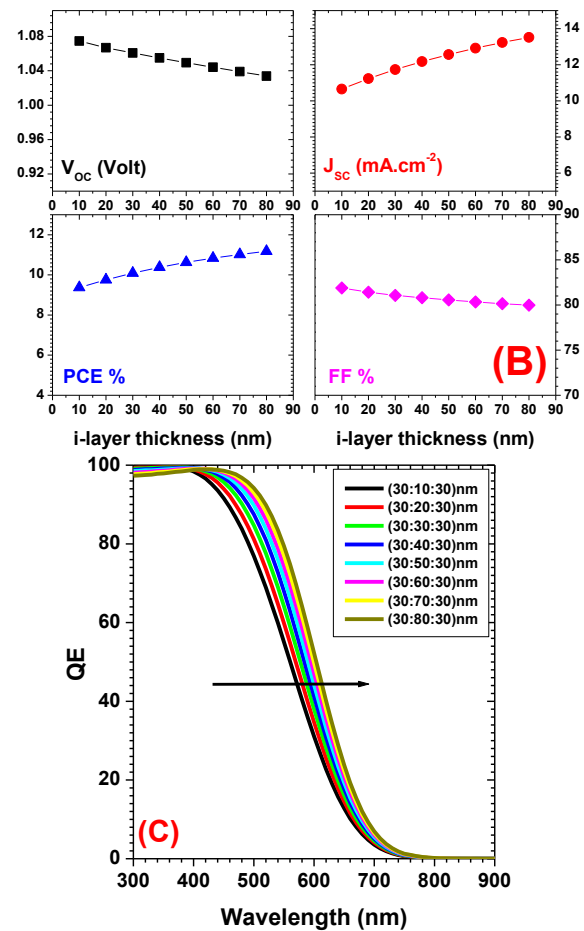 1.08
1.04
1.00
0.96
0.92
V_OC (Volt)
0 10 20 30 40 50 60 70 80 90
14
12
10
8
6
J_SC (mA.cm⁻²)
0 10 20 30 40 50 60 70 80 90
12
10
8
6
4
PCE %
0 10 20 30 40 50 60 70 80 90
i-layer thickness (nm)
90
85
80
75
70
FF %
(B)
0 10 20 30 40 50 60 70 80 90
i-layer thickness (nm)
100
80
60
40
20
0
QE
(30:10:30)nm
(30:20:30)nm
(30:30:30)nm
(30:40:30)nm
(30:50:30)nm
(30:60:30)nm
(30:70:30)nm
(30:80:30)nm
(C)
300 400 500 600 700 800 900
Wavelength (nm)